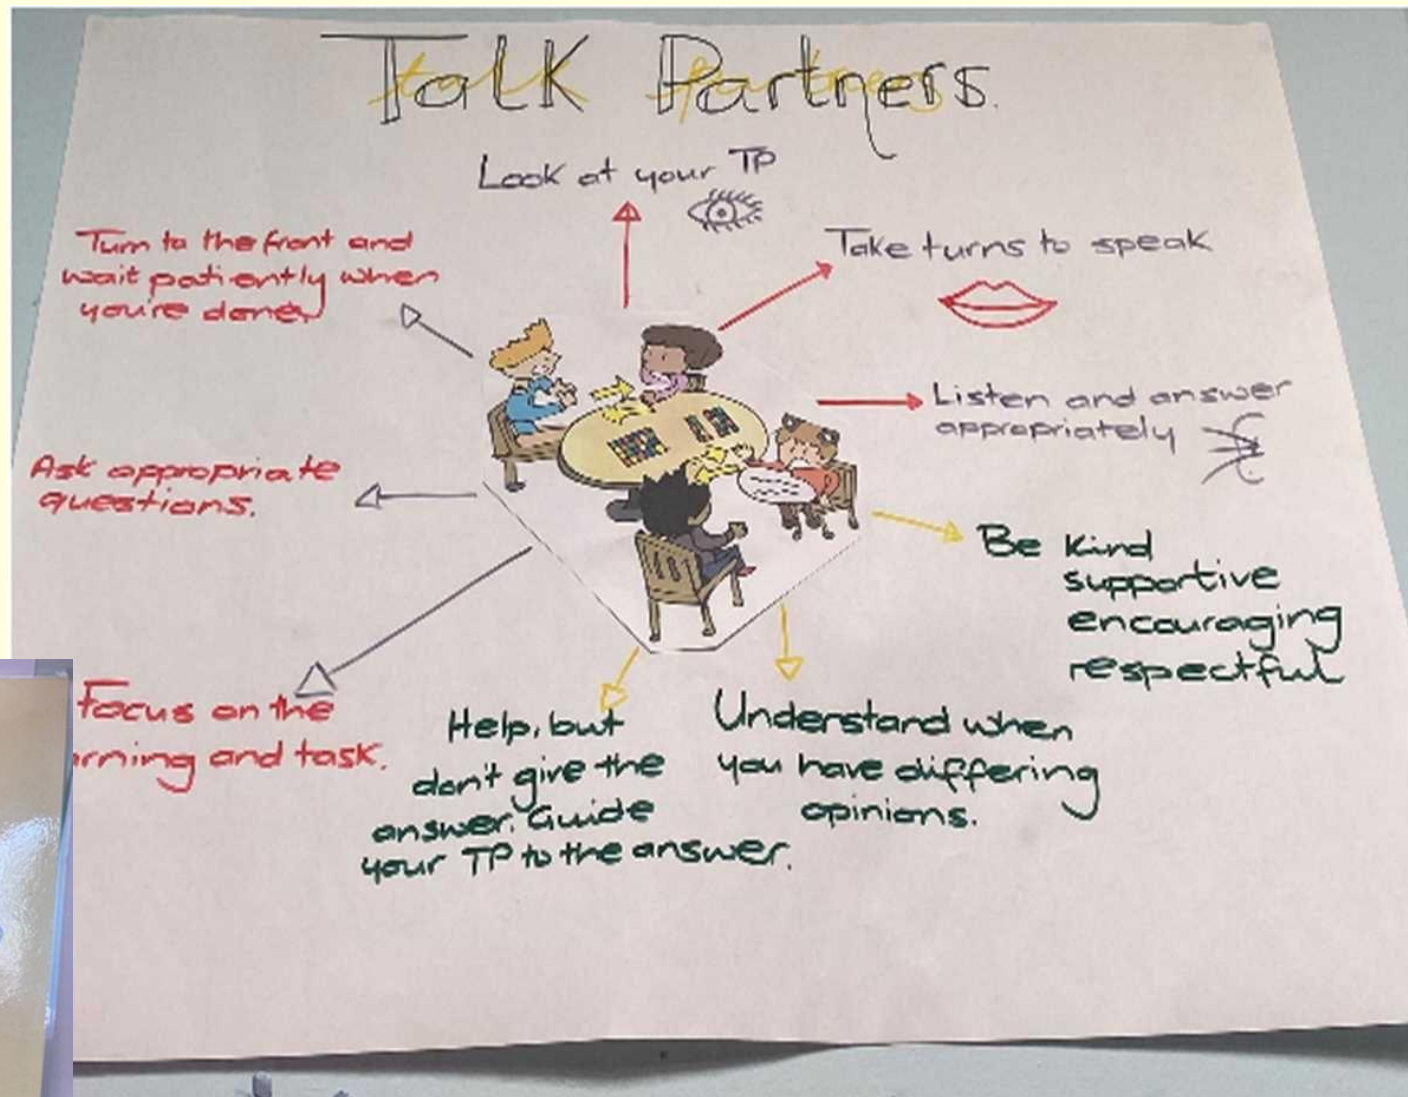 Talk Partners.
Look at your TP
Take turns to speak
Turn to the front and
wait patiently when
you're done.
Listen and answer
appropriately
Ask appropriate
questions.
Be kind
supportive
encouraging
respectful
Focus on the
rning and task.
Help, but
don't give the
answer. Guide
your TP to the answer.
Understand when
you have differing
opinions.